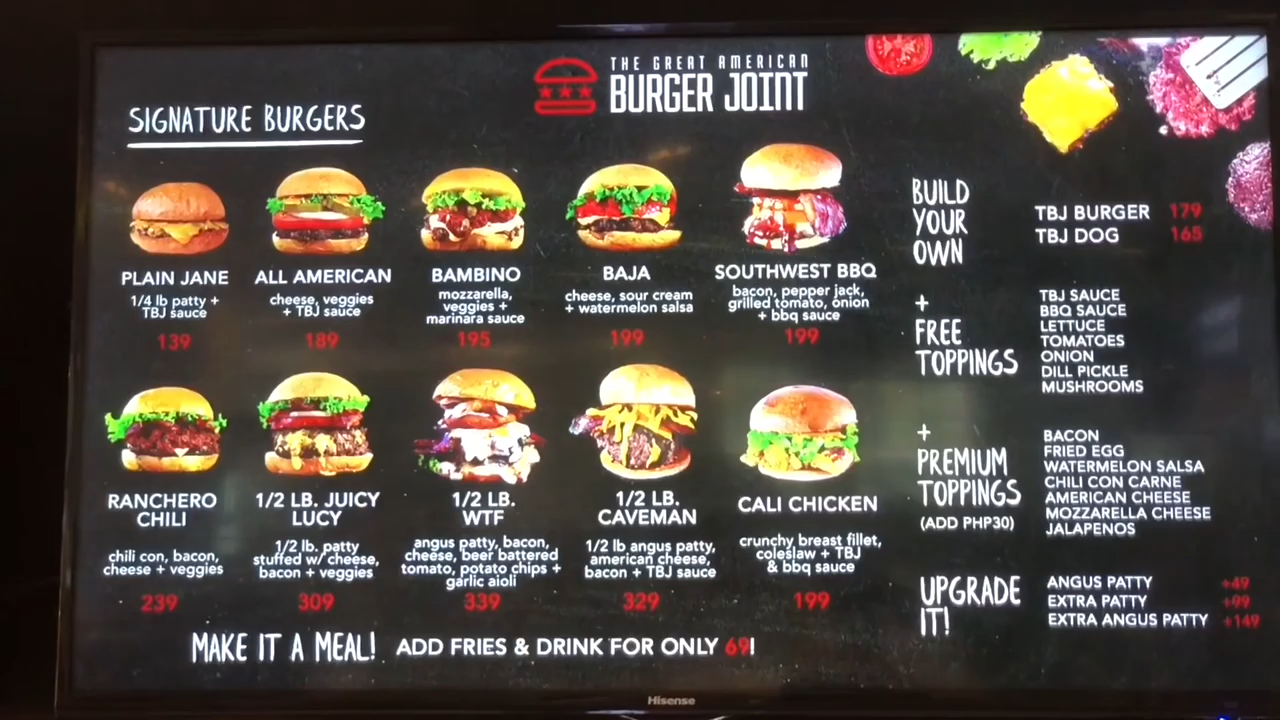 THE GREAT AMERICAN
BURGER JOINT
SIGNATURE BURGERS
PLAIN JANE
1/4 lb patty +
TBJ sauce
139
ALL AMERICAN
cheese, veggies
+ TBJ sauce
189
BAMBINO
mozzarella,
veggies +
marinara sauce
195
BAJA
cheese, sour cream
+ watermelon salsa
199
SOUTHWEST BBQ
bacon, pepper jack,
grilled tomato, onion
+ bbq sauce
199
RANCHERO
CHILI
chili con, bacon,
cheese + veggies
239
1/2 LB. JUICY
LUCY
1/2 lb. patty
stuffed w/ cheese,
bacon + veggies
309
1/2 LB.
WTF
angus patty, bacon,
cheese, beer battered
tomato, potato chips +
garlic aioli
339
1/2 LB.
CAVEMAN
1/2 lb angus patty,
american cheese,
bacon + TBJ sauce
329
CALI CHICKEN
crunchy breast fillet,
coleslaw + TBJ
& bbq sauce
199
MAKE IT A MEAL! ADD FRIES & DRINK FOR ONLY 69!
BUILD
YOUR
OWN
TBJ BURGER 179
TBJ DOG 165
+
FREE
TOPPINGS
TBJ SAUCE
BBQ SAUCE
LETTUCE
TOMATOES
ONION
DILL PICKLE
MUSHROOMS
+
PREMIUM
TOPPINGS
(ADD PHP30)
BACON
FRIED EGG
WATERMELON SALSA
CHILI CON CARNE
AMERICAN CHEESE
MOZZARELLA CHEESE
JALAPENOS
UPGRADE
IT!
ANGUS PATTY +49
EXTRA PATTY +99
EXTRA ANGUS PATTY +149
Hisense